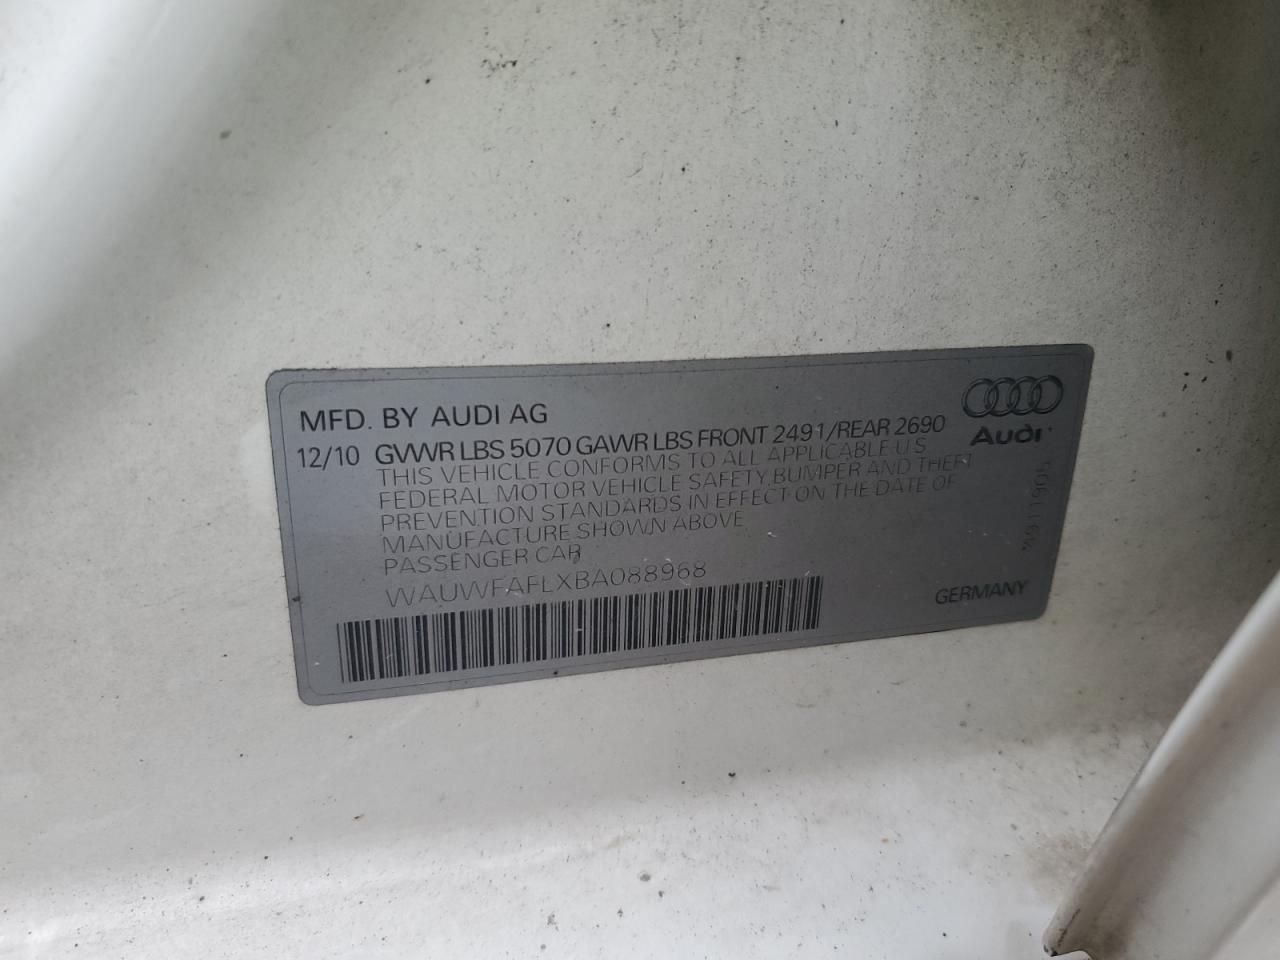 MFD. BY AUDI AG
12/10 GVWR LBS 5070 GAWR LBS FRONT 2491/REAR 2690
THIS VEHICLE CONFORMS TO ALL APPLICABLE U S
FEDERAL MOTOR VEHICLE SAFETY, BUMPER AND THEFT
PREVENTION STANDARDS IN EFFECT ON THE DATE OF
MANUFACTURE SHOWN ABOVE
PASSENGER CAR
WAUWFAFLXBA088968
Audi
GERMANY